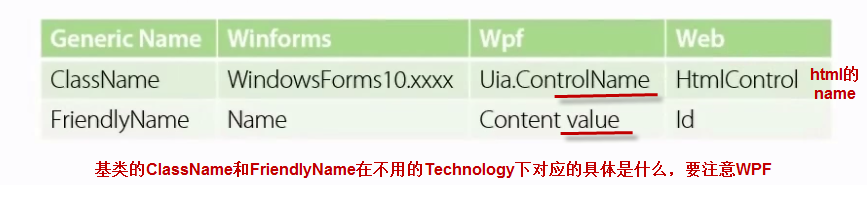 Generic Name Winforms Wpf Web
ClassName WindowsForms10.xxxx Uia.ControlName HtmlControl html的
name
FriendlyName Name Content value Id
基类的ClassName和FriendlyName在不用的Technology下对应的具体是什么，要注意WPF